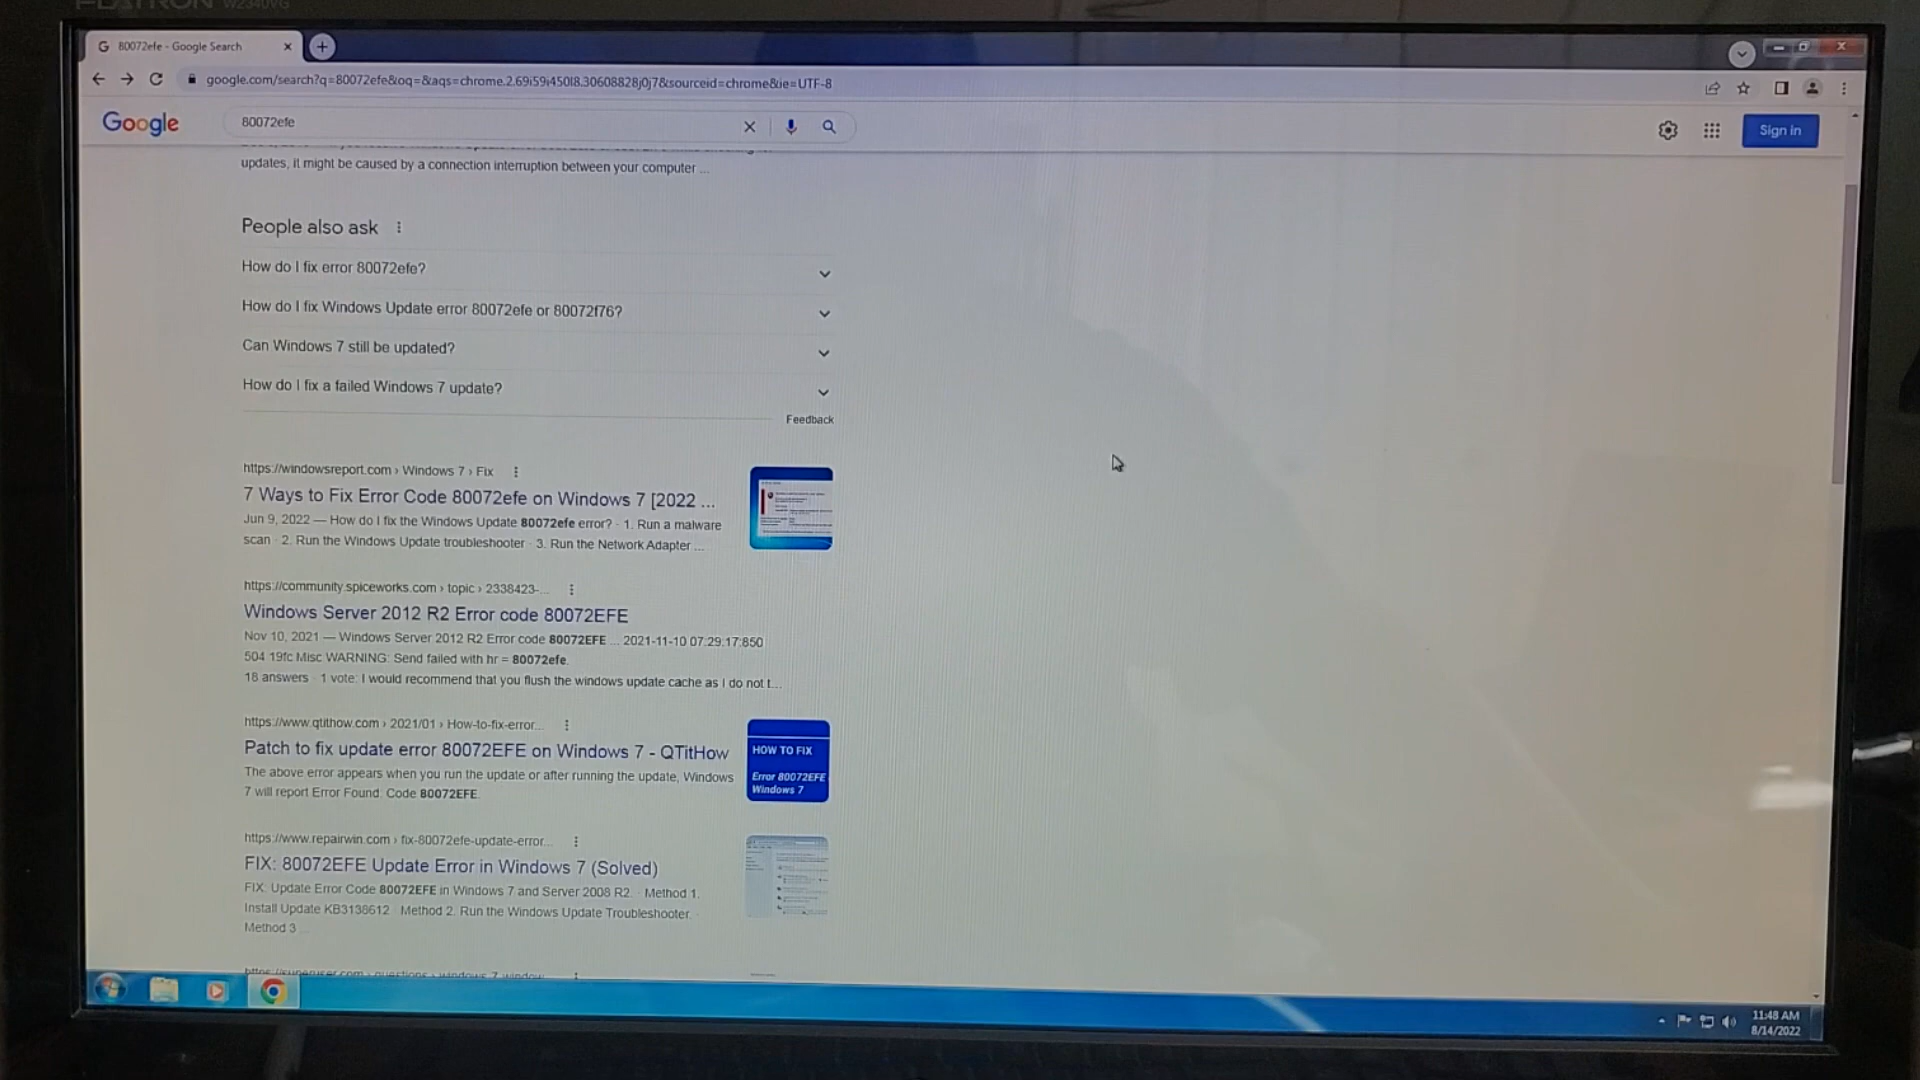 FLATRON W2340VG
80072efe - Google Search
google.com/search?q=80072efe&oq=&aqs=chrome.2.69i59i450l8.30608828j0j7&sourceid=chrome&ie=UTF-8
Google
80072efe
Sign in
updates, it might be caused by a connection interruption between your computer ...
People also ask
How do I fix error 80072efe?
How do I fix Windows Update error 80072efe or 80072f76?
Can Windows 7 still be updated?
How do I fix a failed Windows 7 update?
Feedback
https://windowsreport.com › Windows 7 › Fix
7 Ways to Fix Error Code 80072efe on Windows 7 [2022 ...
Jun 9, 2022 — How do I fix the Windows Update 80072efe error? · 1. Run a malware
scan · 2. Run the Windows Update troubleshooter · 3. Run the Network Adapter ...
https://community.spiceworks.com › topic › 2338423-...
Windows Server 2012 R2 Error code 80072EFE
Nov 10, 2021 — Windows Server 2012 R2 Error code 80072EFE ... 2021-11-10 07:29:17:850
504 19fc Misc WARNING: Send failed with hr = 80072efe.
18 answers · 1 vote: I would recommend that you flush the windows update cache as I do not t...
https://www.qtithow.com › 2021/01 › How-to-fix-error...
Patch to fix update error 80072EFE on Windows 7 - QTitHow
The above error appears when you run the update or after running the update, Windows
7 will report Error Found: Code 80072EFE.
HOW TO FIX
Error 80072EFE
Windows 7
https://www.repairwin.com › fix-80072efe-update-error...
FIX: 80072EFE Update Error in Windows 7 (Solved)
FIX: Update Error Code 80072EFE in Windows 7 and Server 2008 R2. · Method 1.
Install Update KB3138612 · Method 2. Run the Windows Update Troubleshooter. ·
Method 3 ...
https://superuser.com › questions › windows-7-window...
11:48 AM
8/14/2022